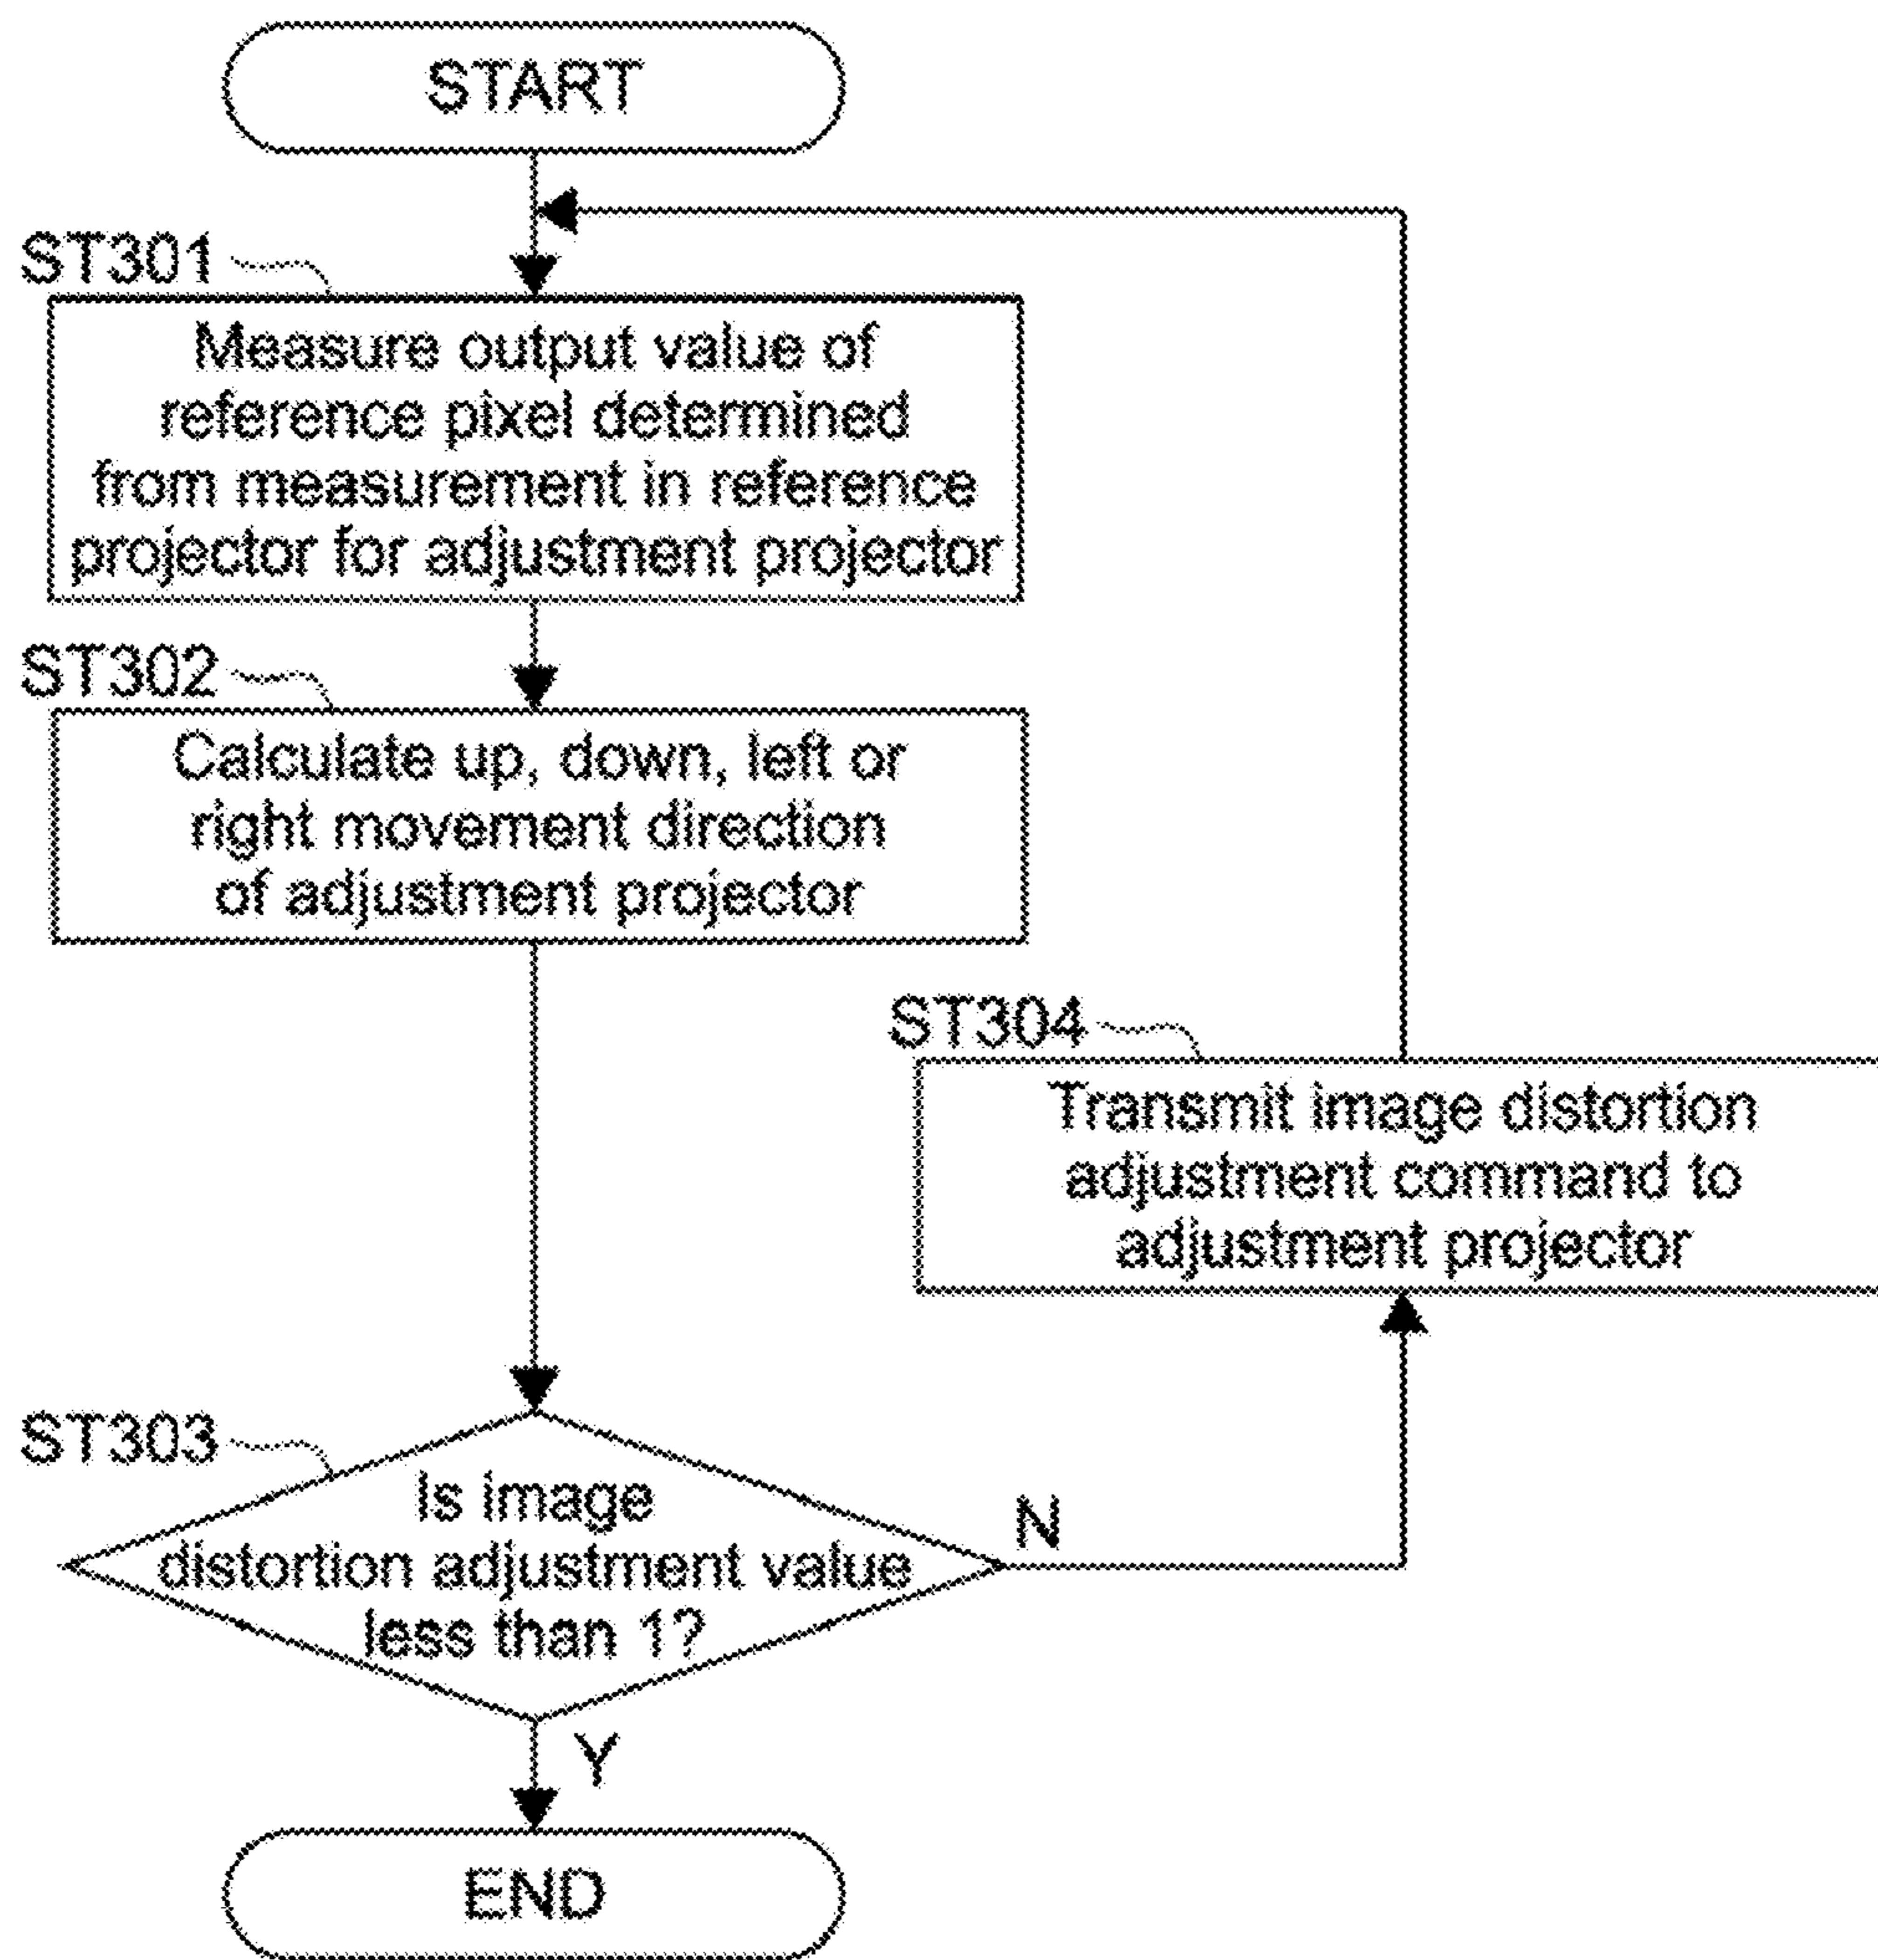 START
ST301
Measure output value of
reference pixel determined
from measurement in reference
projector for adjustment projector
ST302
Calculate up, down, left or
right movement direction
of adjustment projector
ST304
Transmit image distortion
adjustment command to
adjustment projector
ST303
Is image
distortion adjustment value
less than 1?
N
Y
END